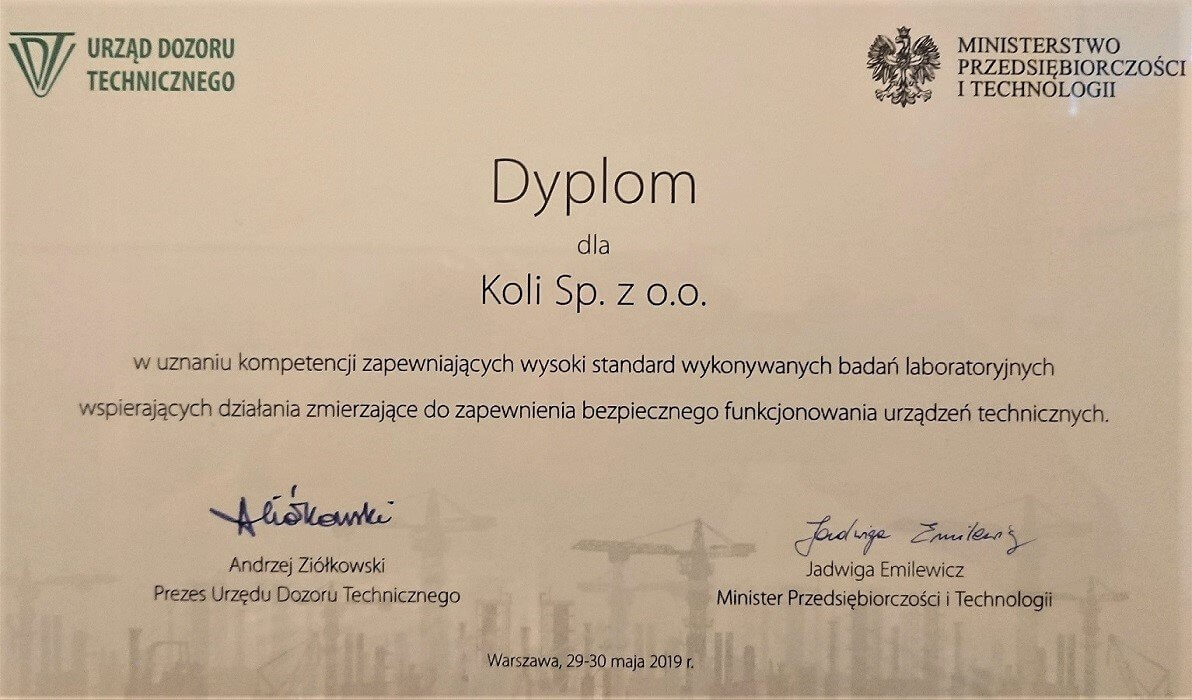 URZĄD DOZORU
TECHNICZNEGO
MINISTERSTWO
PRZEDSIĘBIORCZOŚCI
I TECHNOLOGII
Dyplom
dla
Koli Sp. z o.o.
w uznaniu kompetencji zapewniających wysoki standard wykonywanych badań laboratoryjnych
wspierających działania zmierzające do zapewnienia bezpiecznego funkcjonowania urządzeń technicznych.
Jadwiga Emilewicz
Andrzej Ziółkowski
Prezes Urzędu Dozoru Technicznego
Jadwiga Emilewicz
Minister Przedsiębiorczości i Technologii
Warszawa, 29-30 maja 2019 r.